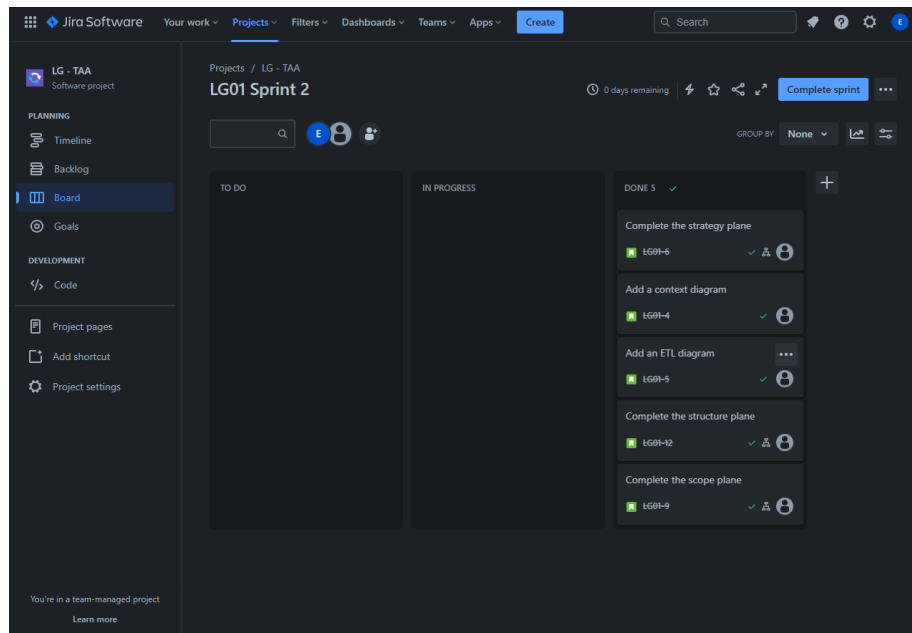 Jira Software Your work Projects Filters Dashboards Teams Apps Create Search E
LG - TAA
Software project
PLANNING
Timeline
Backlog
Board
Goals
DEVELOPMENT
Code
Project pages
Add shortcut
Project settings
You're in a team-managed project
Learn more
Projects / LG - TAA
LG01 Sprint 2
0 days remaining Complete sprint
E
GROUP BY None
TO DO
IN PROGRESS
DONE 5
Complete the strategy plane
LG01-6
Add a context diagram
LG01-4
Add an ETL diagram
LG01-5
Complete the structure plane
LG01-12
Complete the scope plane
LG01-9